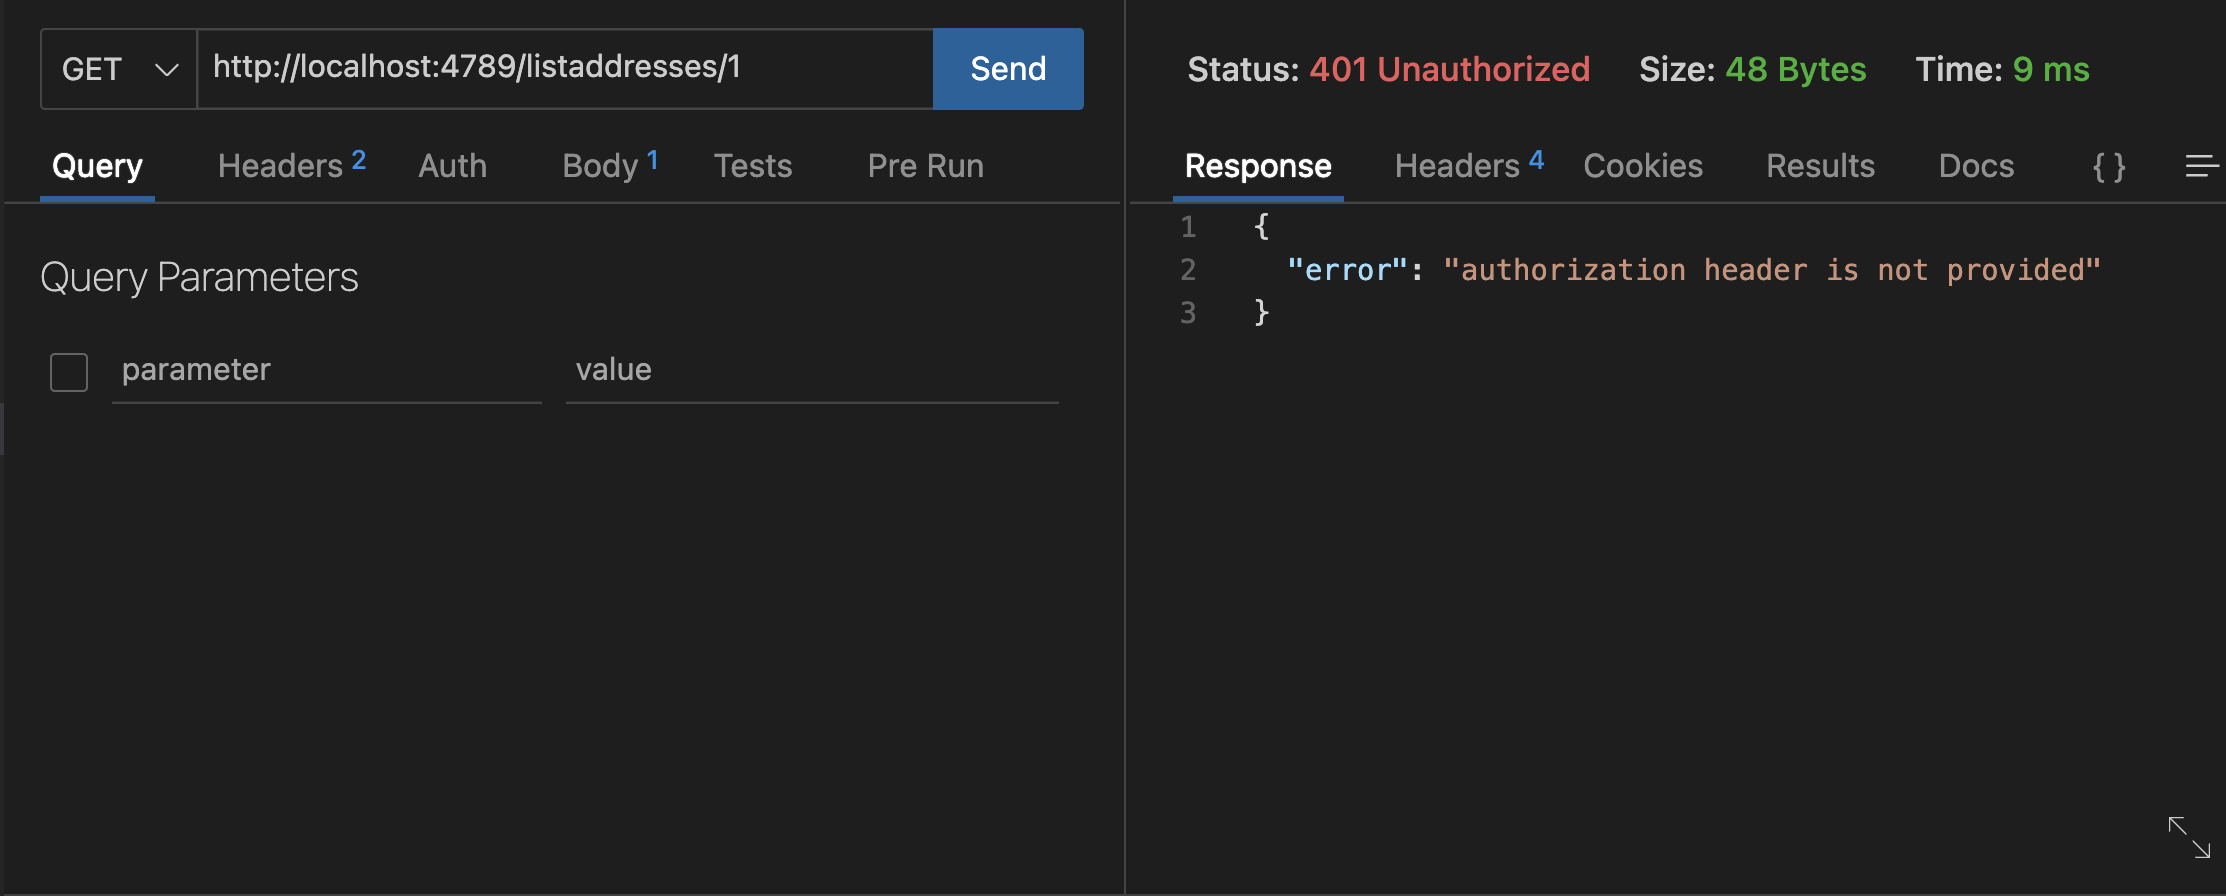 GET http://localhost:4789/listaddresses/1 Send
Query Headers 2 Auth Body 1 Tests Pre Run
Query Parameters
parameter value
Status: 401 Unauthorized Size: 48 Bytes Time: 9 ms
Response Headers 4 Cookies Results Docs { }
1 {
2 "error": "authorization header is not provided"
3 }